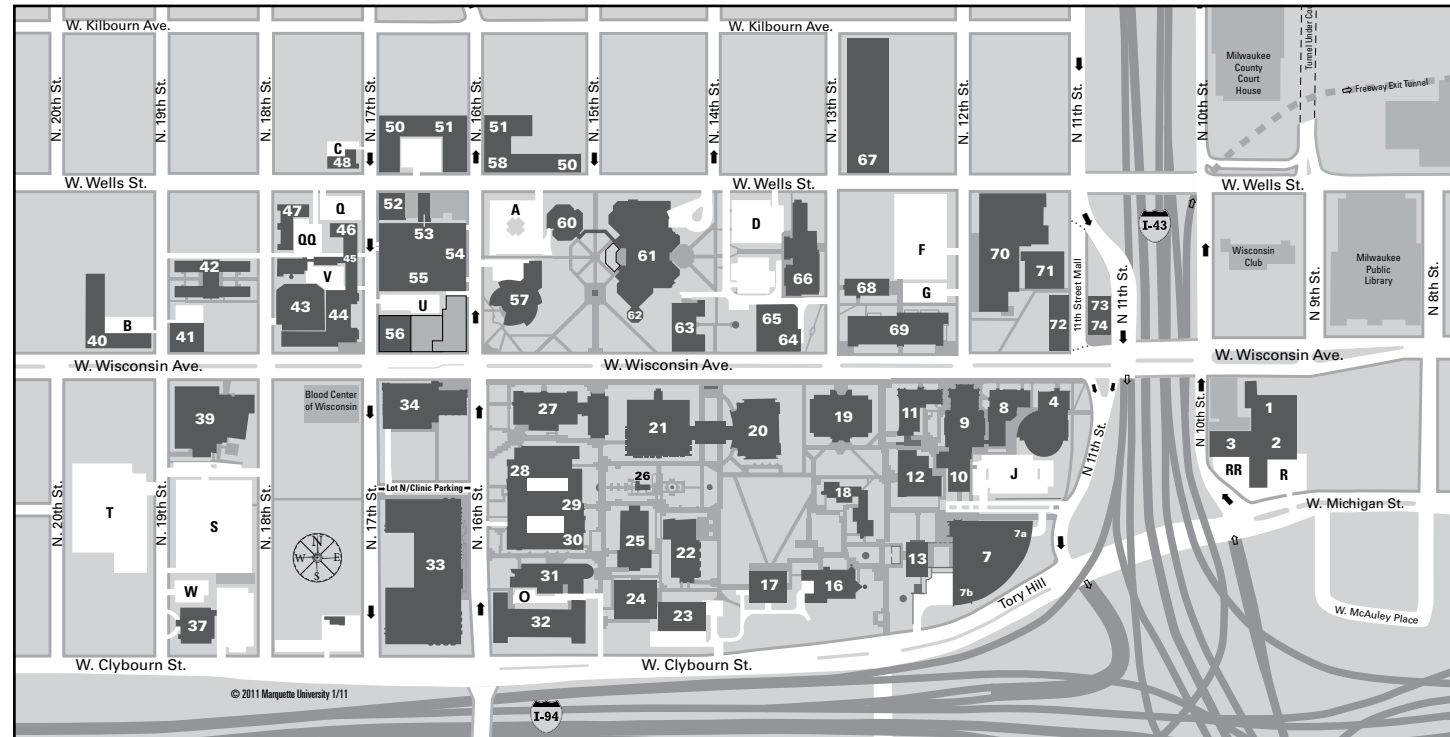 W. Kilbourn Ave.
W. Kilbourn Ave.
N. 20th St.
N. 19th St.
N. 18th St.
N. 17th St.
N. 16th St.
N. 15th St.
N. 14th St.
N. 13th St.
N. 12th St.
N. 11th St.
N. 10th St.
Milwaukee
County
Court
House
Tunnel Under Cou
Freeway Exit Tunnel
50
51
51
58
50
C
48
67
W. Wells St.
W. Wells St.
W. Wells St.
47
Q
46
QQ
45
V
42
43
44
B
40
41
52
53
54
55
U
56
A
60
57
61
62
63
D
66
65
64
F
68
G
69
70
71
72
73
74
11th Street Mall
N. 11th St.
I-43
Wisconsin
Club
N 9th St.
Milwaukee
Public
Library
N 8th St.
W. Wisconsin Ave.
W. Wisconsin Ave.
W. Wisconsin Ave.
39
Blood Center
of Wisconsin
34
27
21
20
19
11
9
8
4
N 11th St.
N 10th St.
1
2
3
RR
R
28
29
30
26
18
12
10
J
Lot N/Clinic Parking
N. 20th St.
N. 19th St.
N. 18th St.
N. 17th St.
N. 16th St.
T
S
W
37
N
W
E
S
33
25
22
31
O
32
24
23
17
16
13
7a
7
7b
Tory Hill
W. Michigan St.
W. McAuley Place
W. Clybourn St.
W. Clybourn St.
© 2011 Marquette University 1/11
I-94